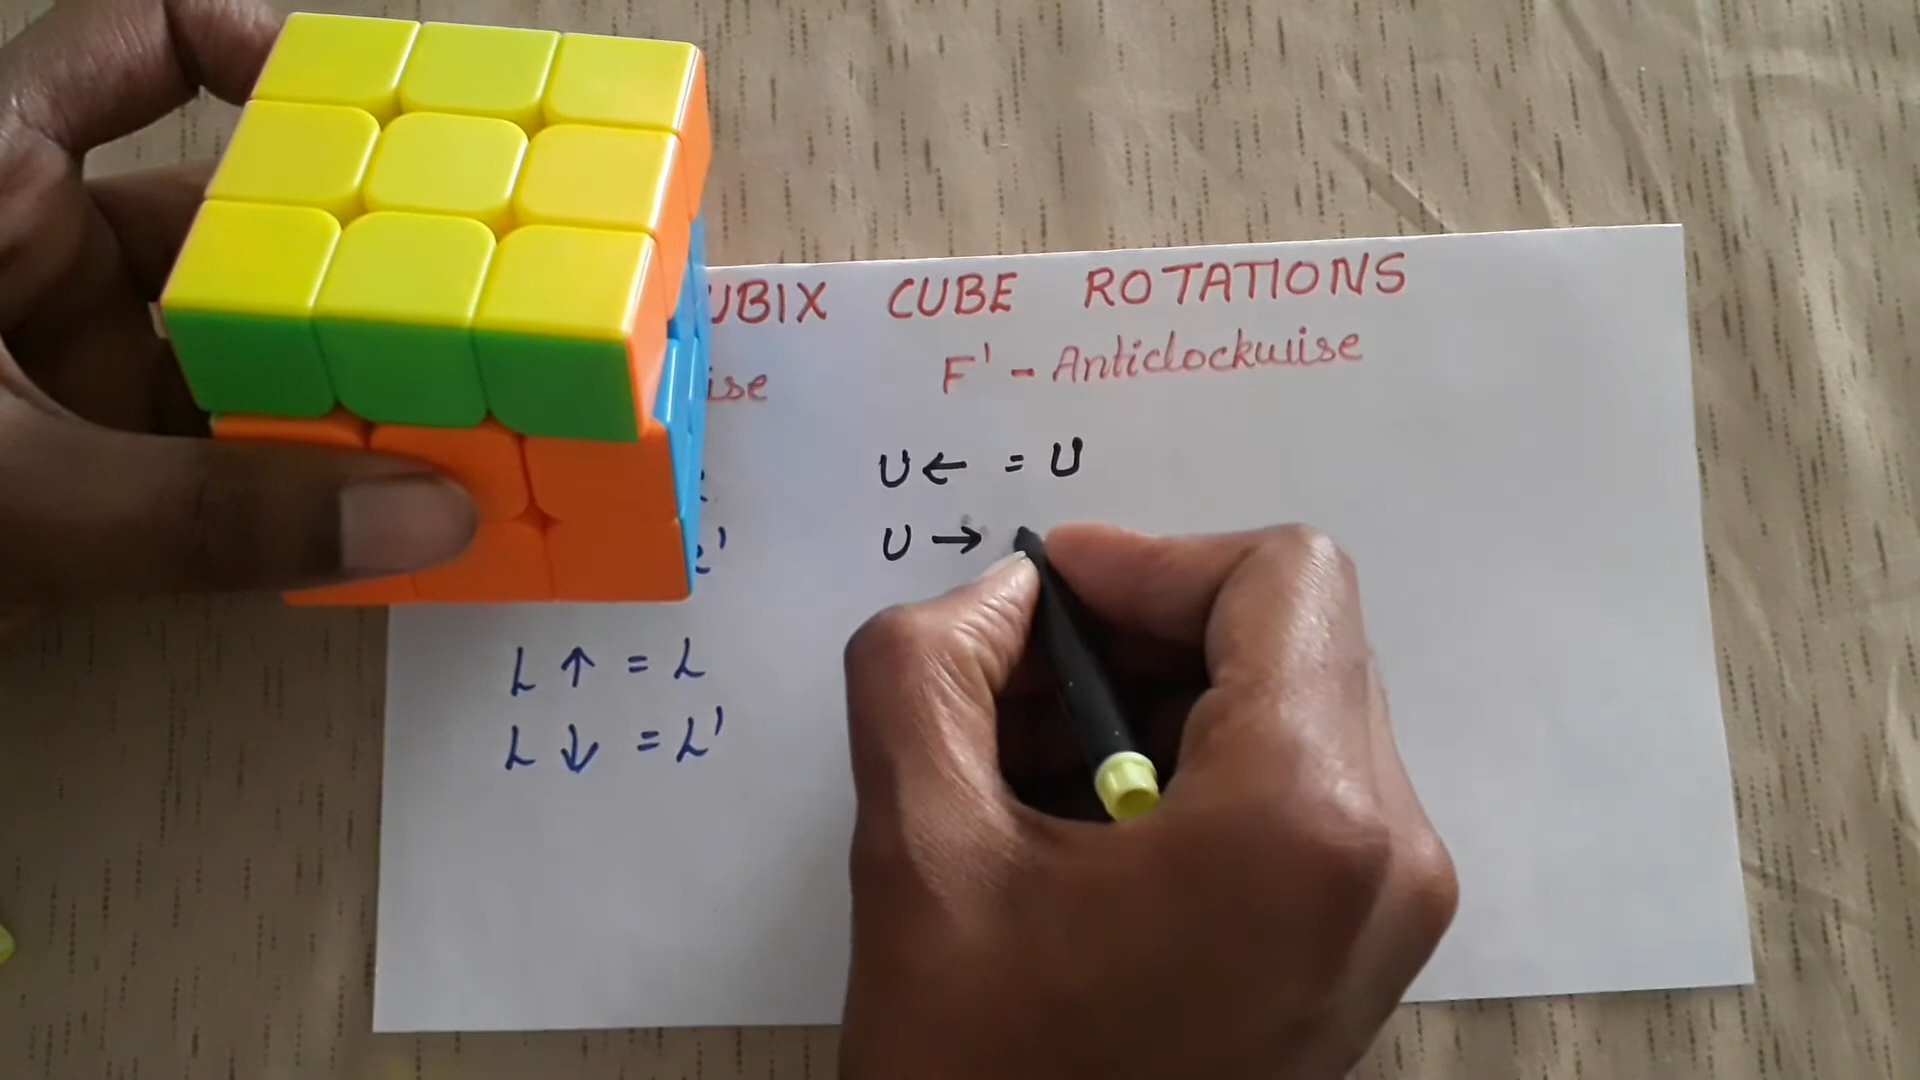 UBIX CUBE ROTATIONS
ise F' - Anticlockwise
U ← = U
' U →
L ↑ = L
L ↓ = L'